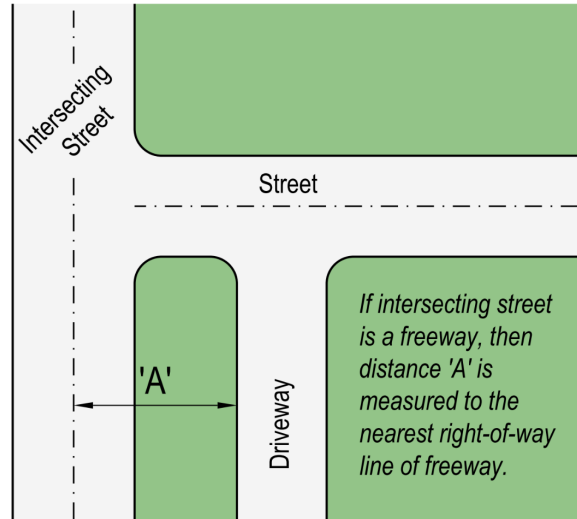 Intersecting
Street
Street
'A'
Driveway
If intersecting street
is a freeway, then
distance 'A' is
measured to the
nearest right-of-way
line of freeway.